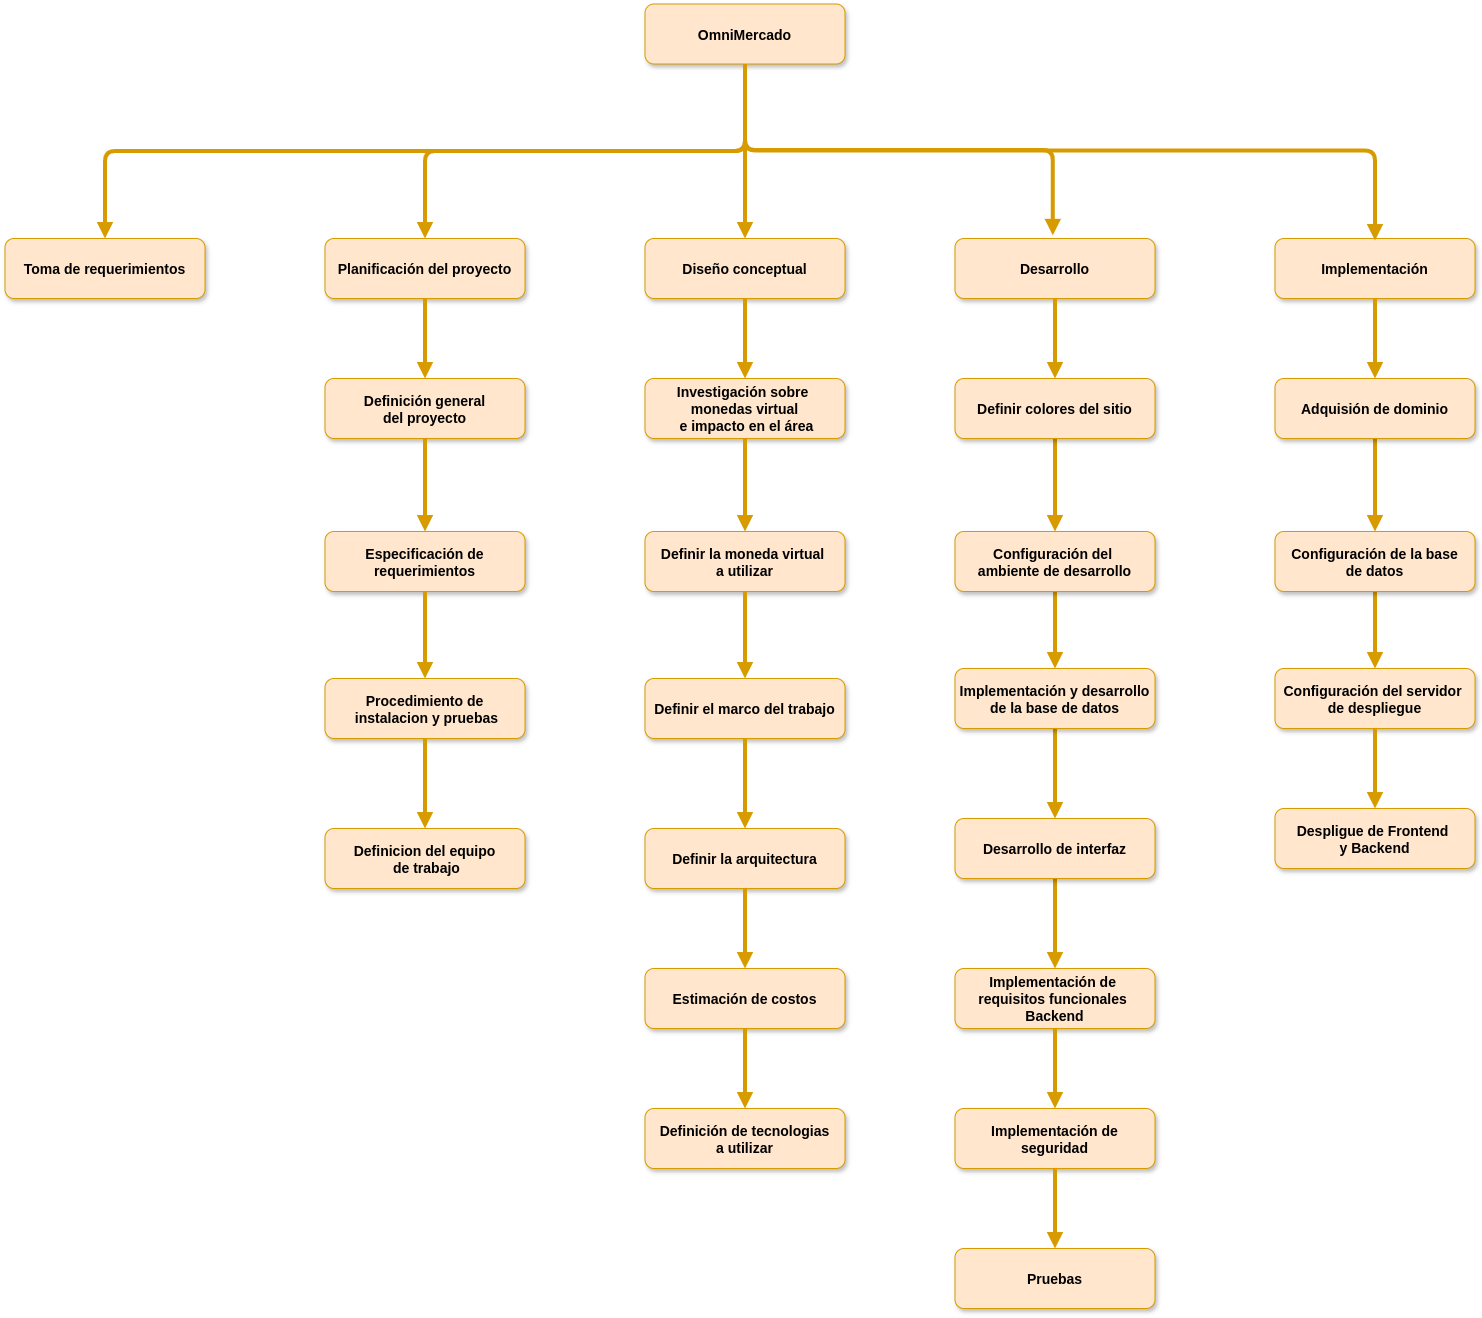 OmniMercado
Toma de requerimientos
Planificación del proyecto
Diseño conceptual
Desarrollo
Implementación
Definición general
del proyecto
Especificación de
requerimientos
Procedimiento de
instalacion y pruebas
Definicion del equipo
de trabajo
Investigación sobre
monedas virtual
e impacto en el área
Definir la moneda virtual
a utilizar
Definir el marco del trabajo
Definir la arquitectura
Estimación de costos
Definición de tecnologias
a utilizar
Definir colores del sitio
Configuración del
ambiente de desarrollo
Implementación y desarrollo
de la base de datos
Desarrollo de interfaz
Implementación de
requisitos funcionales
Backend
Implementación de
seguridad
Pruebas
Adquisión de dominio
Configuración de la base
de datos
Configuración del servidor
de despliegue
Despligue de Frontend
y Backend